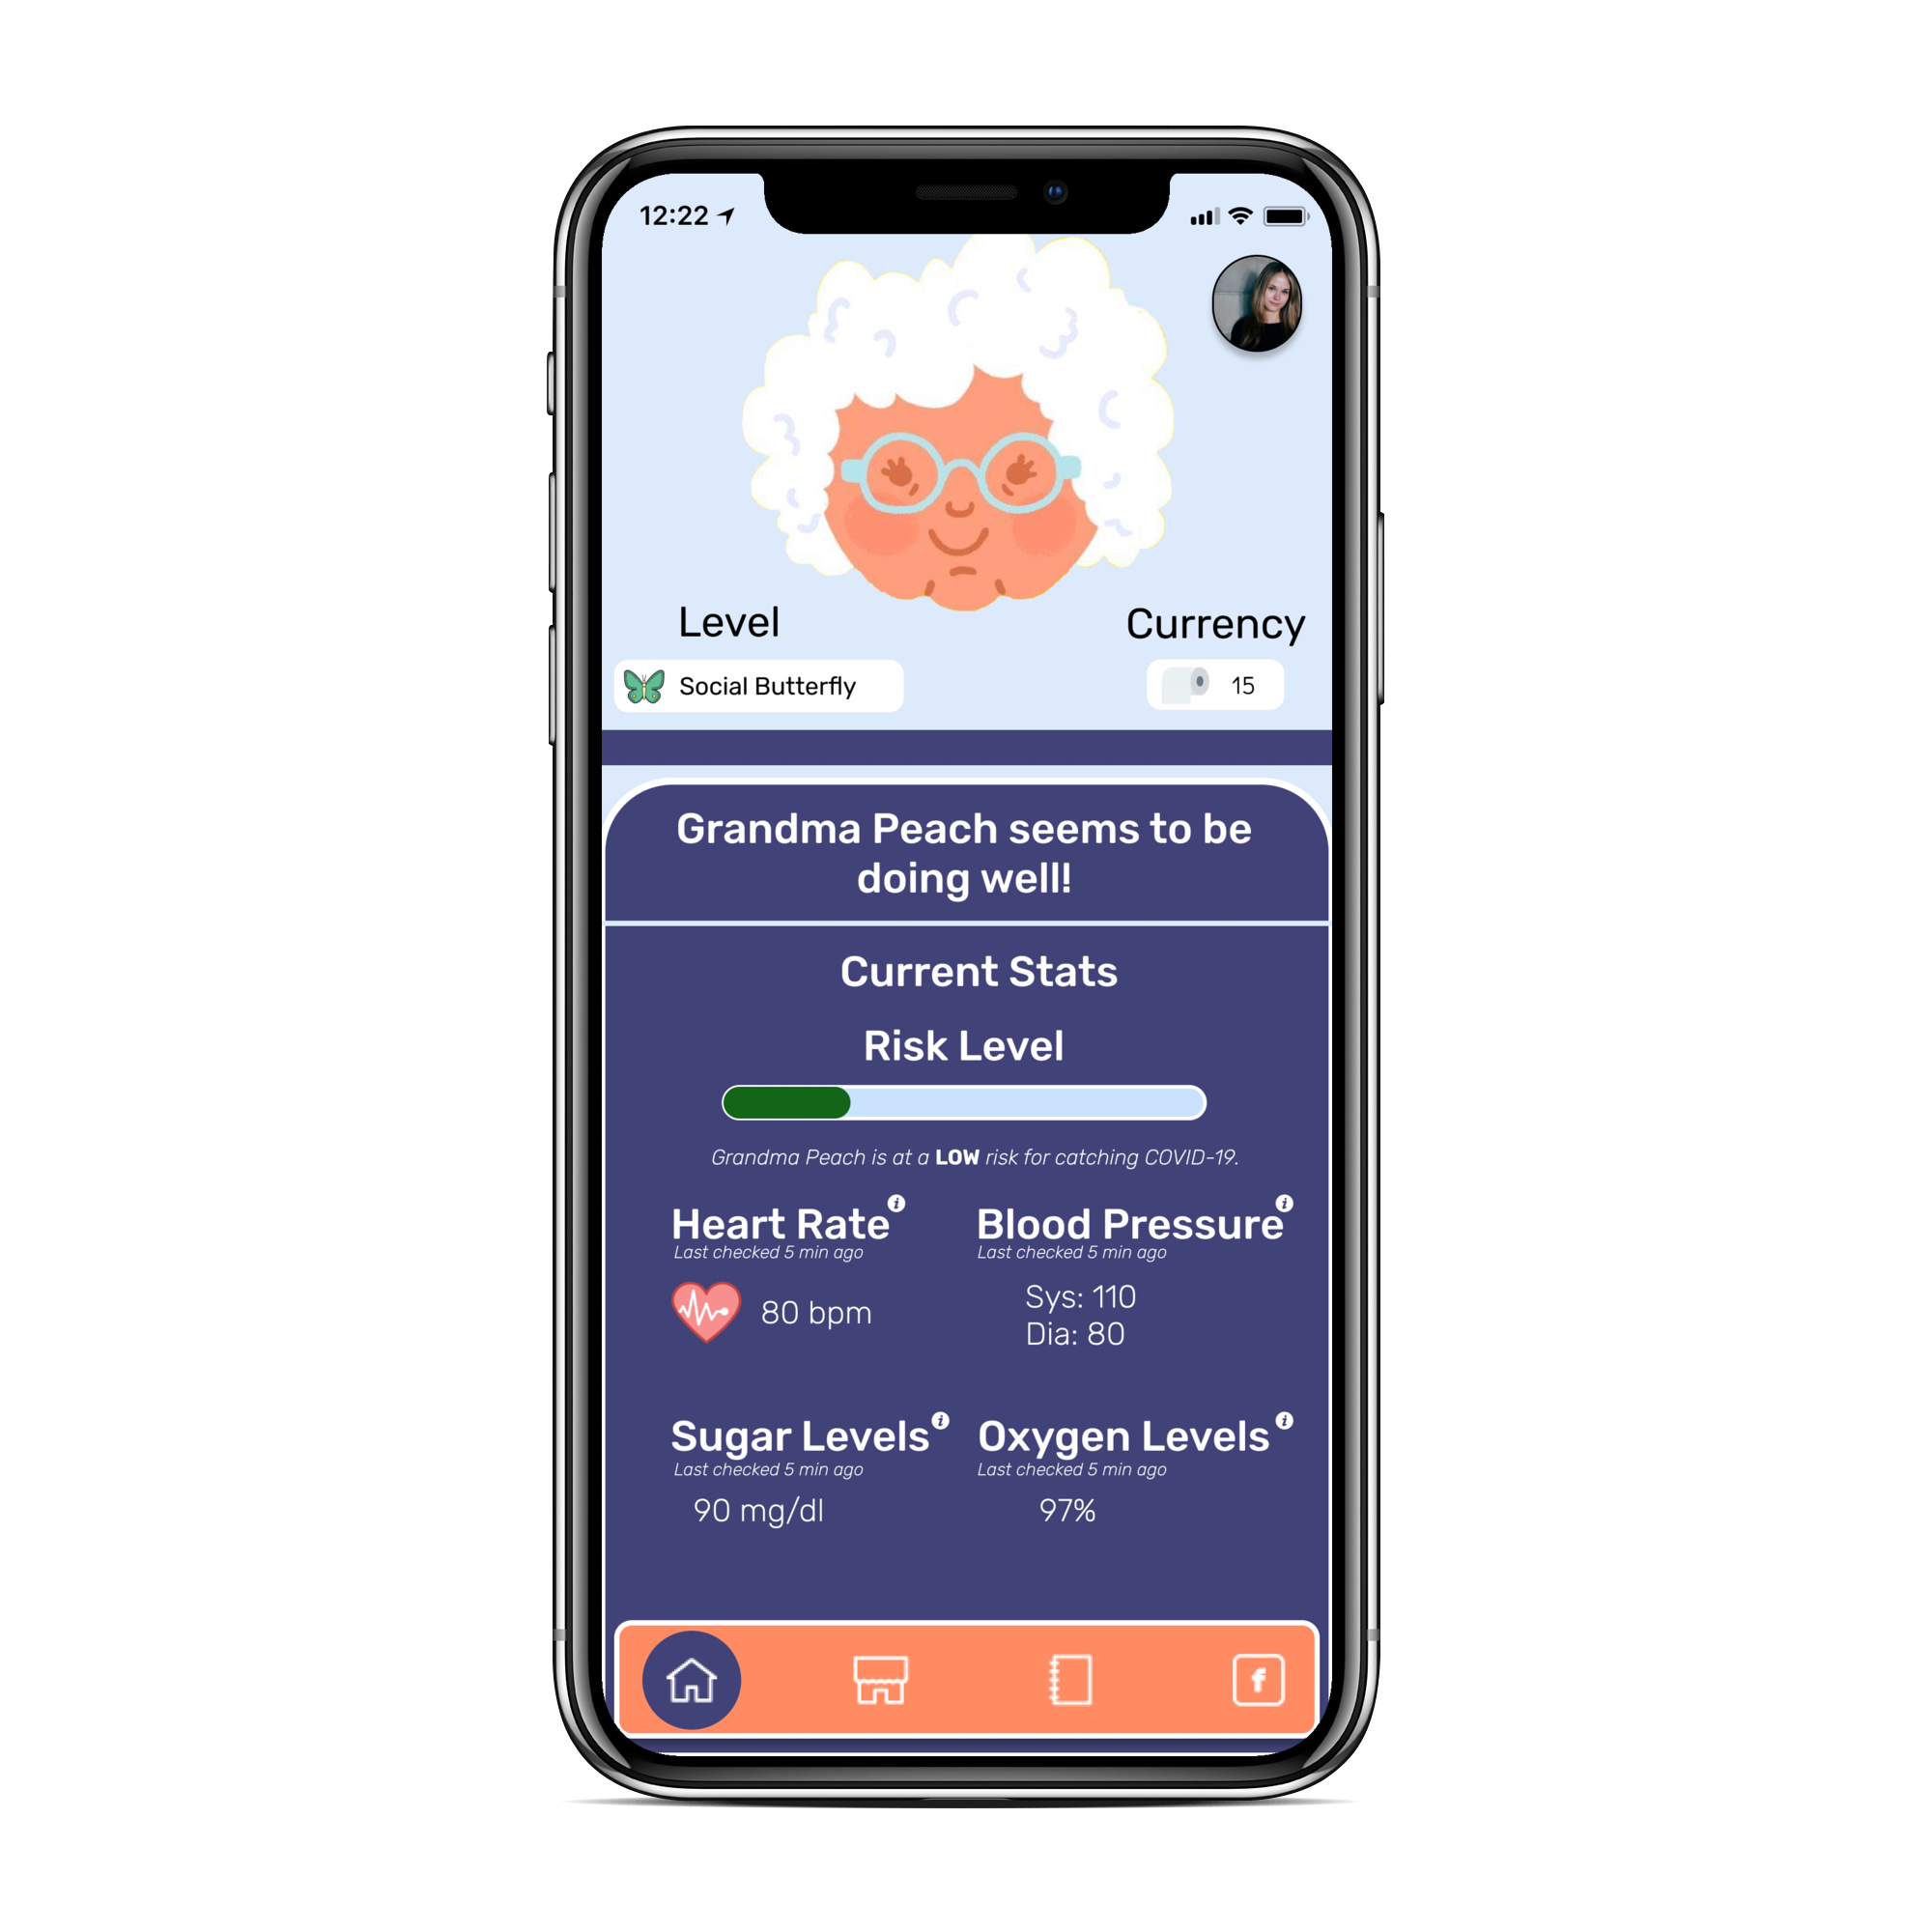 12:22
Level
Currency
Social Butterfly
15
Grandma Peach seems to be
doing well!
Current Stats
Risk Level
Grandma Peach is at a LOW risk for catching COVID-19.
Heart Rate i
Last checked 5 min ago
80 bpm
Blood Pressure i
Last checked 5 min ago
Sys: 110
Dia: 80
Sugar Levels i
Last checked 5 min ago
90 mg/dl
Oxygen Levels i
Last checked 5 min ago
97%
f